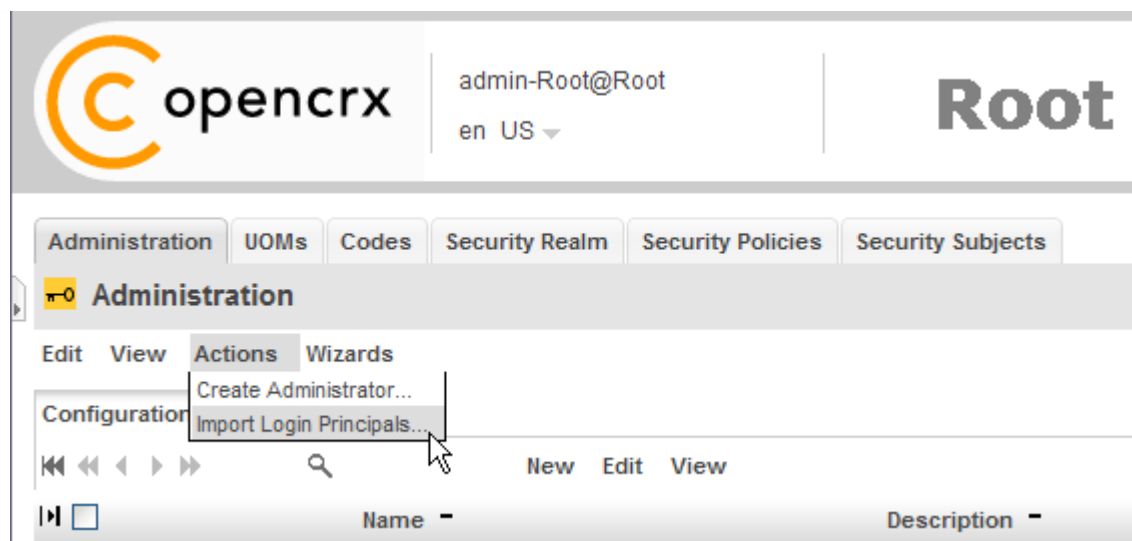 opencrx
admin-Root@Root
en US
Root
Administration UOMs Codes Security Realm Security Policies Security Subjects
Administration
Edit View Actions Wizards
Create Administrator...
Configuration
Import Login Principals...
New Edit View
Name Description